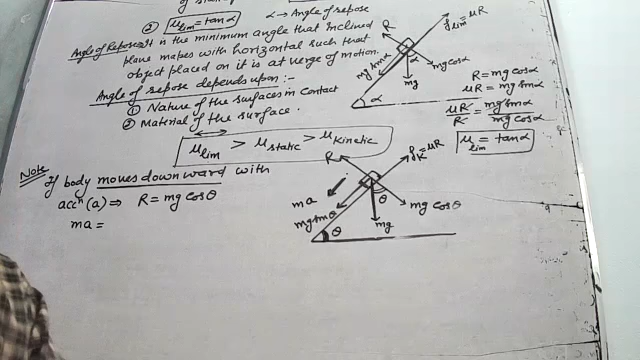 ② μlim = tanα   α → Angle of repose
Angle of Repose → It is the minimum angle that inclined
plane makes with horizontal such that
object placed on it is at verge of motion.
Angle of repose depends upon :-
① Nature of the surfaces in contact
② Material of the surface.
μlim > μstatic > μkinetic
R
flim = μR
mg sinα
α
mg cosα
mg
α
R = mg cosα
μR = mg sinα
μR/R = mg sinα/mg cosα
μlim = tanα
Note
If body moves downward with
accⁿ (a) ⇒ R = mg cosθ
ma =
R
fK = μR
ma
mg sinθ
θ
mg cosθ
mg
θ